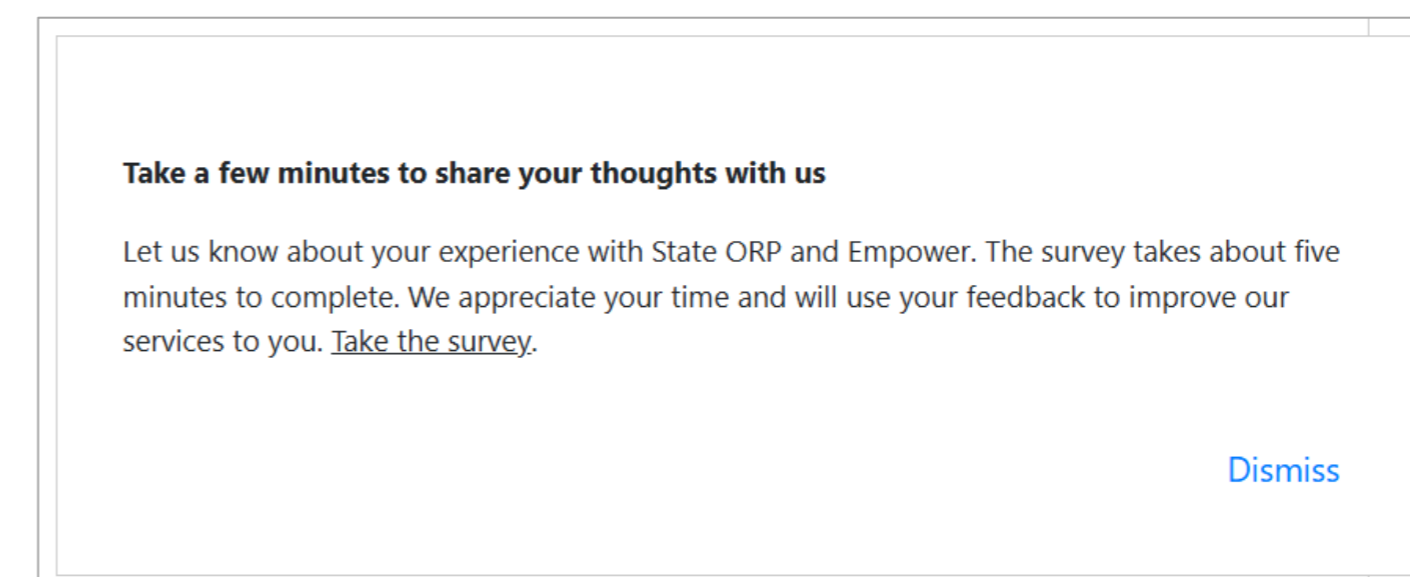 Take a few minutes to share your thoughts with us
Let us know about your experience with State ORP and Empower. The survey takes about five
minutes to complete. We appreciate your time and will use your feedback to improve our
services to you. Take the survey.
Dismiss